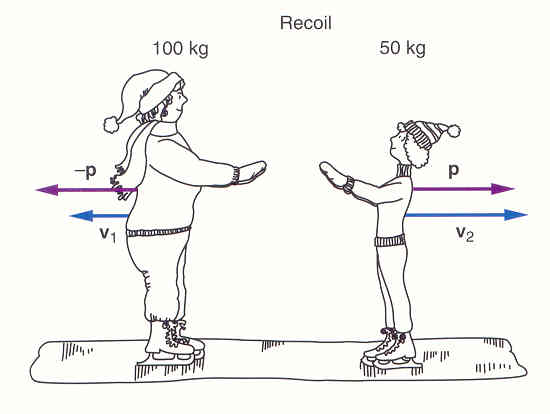 Recoil
100 kg
50 kg
–p
p
v₁
v₂